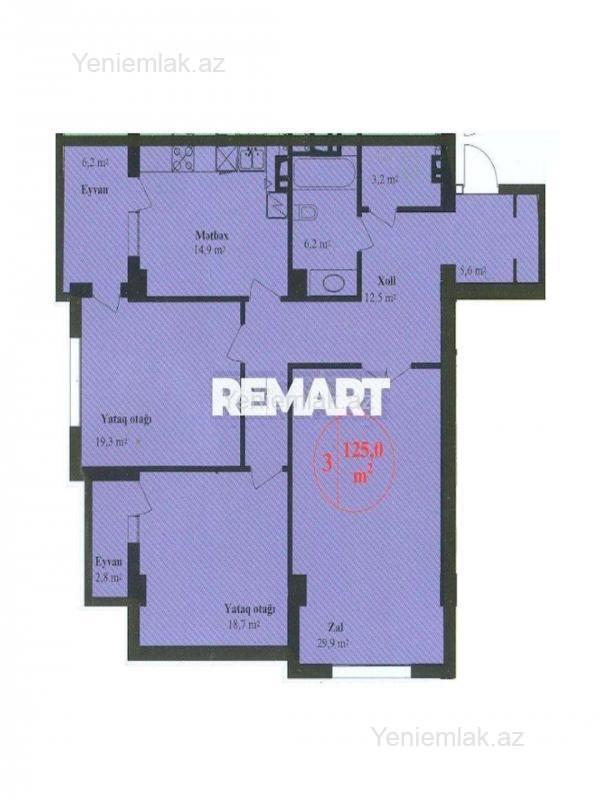 Yeniemlak.az
6,2 m²
Eyvan
Mətbəx
14,9 m²
3,2 m²
6,2 m²
5,6 m²
Xoll
12,5 m²
REMART
Yeniemlak.az
Yataq otağı
19,3 m²
3
125,0
m²
Eyvan
2,8 m²
Yataq otağı
18,7 m²
Zal
29,9 m²
Yeniemlak.az